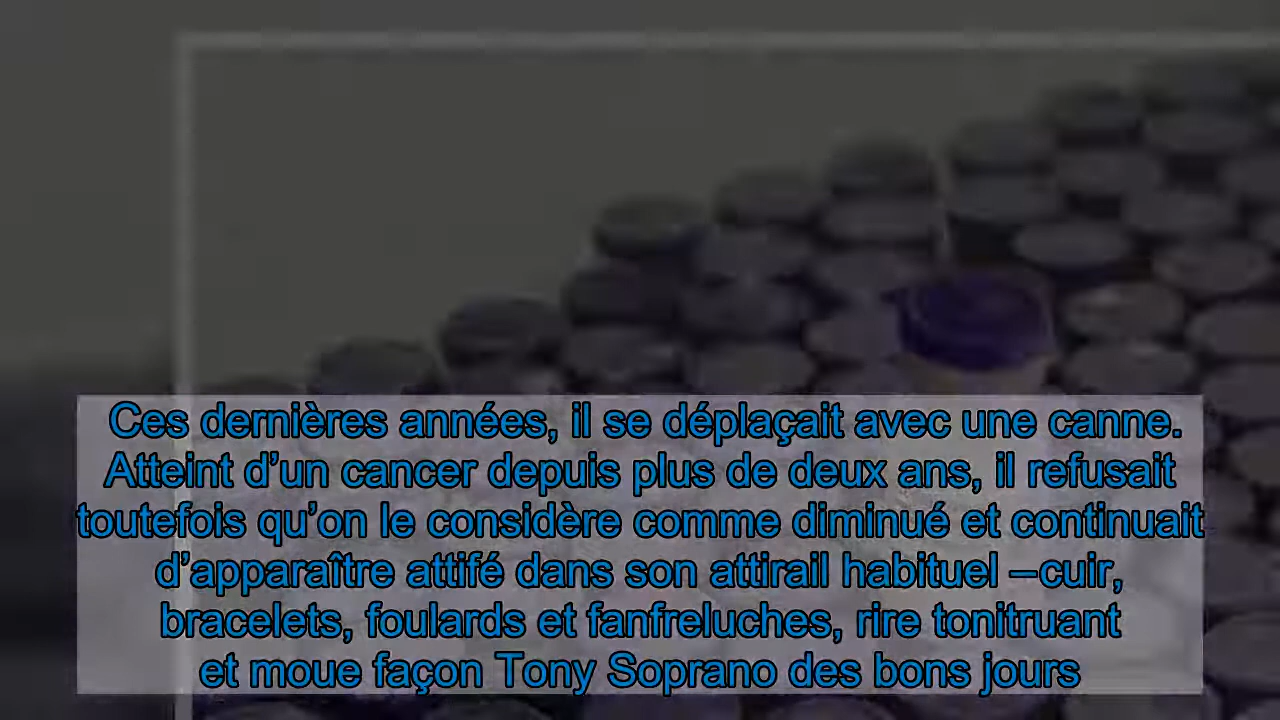 Ces dernières années, il se déplaçait avec une canne.
Atteint d’un cancer depuis plus de deux ans, il refusait
toutefois qu’on le considère comme diminué et continuait
d’apparaître attifé dans son attirail habituel –cuir,
bracelets, foulards et fanfreluches, rire tonitruant
et moue façon Tony Soprano des bons jours